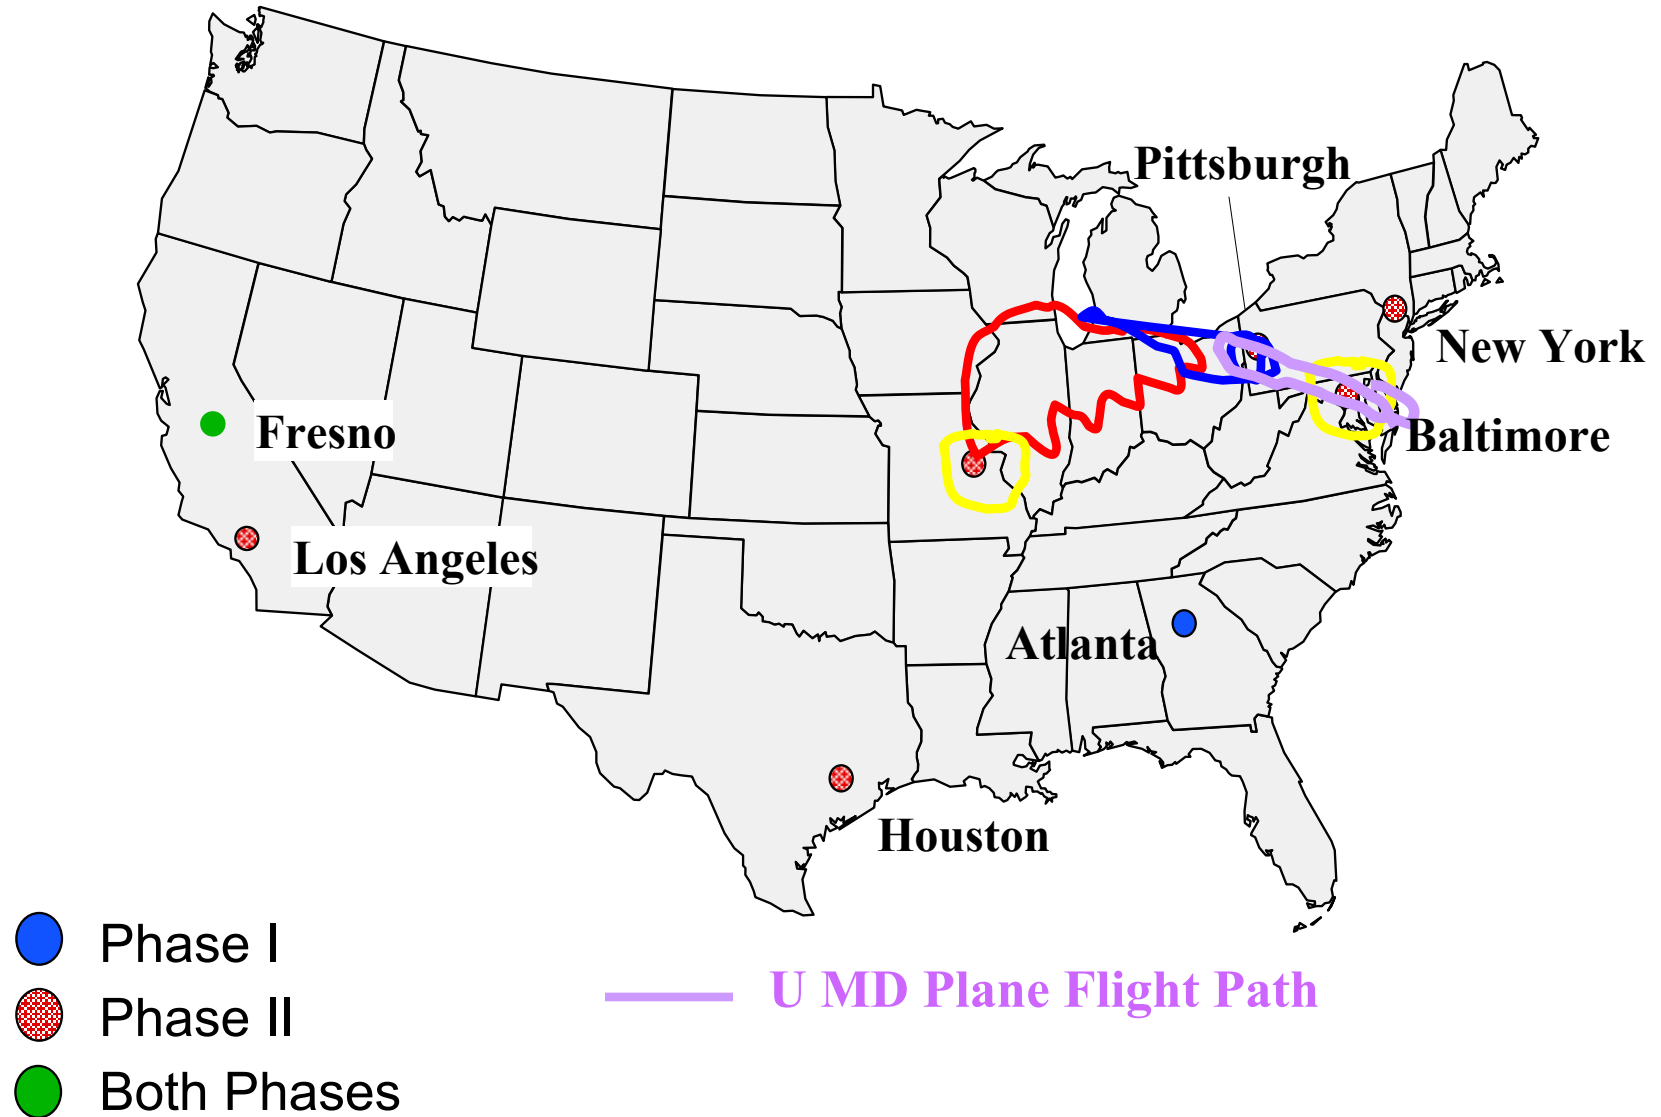 Pittsburgh
New York
Fresno
Baltimore
Los Angeles
Atlanta
Houston
Phase I
U MD Plane Flight Path
Phase II
Both Phases